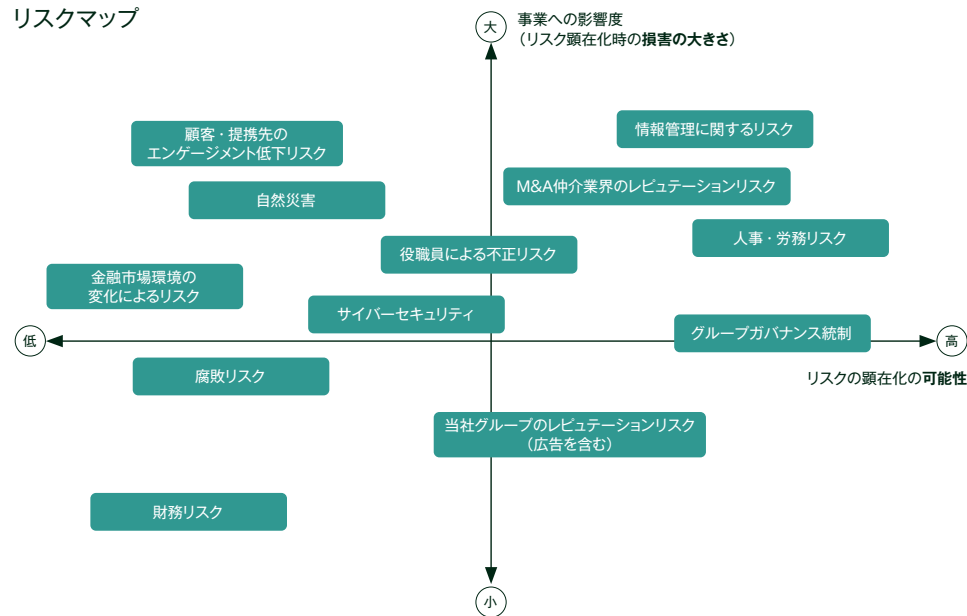 リスクマップ
大
事業への影響度
（リスク顕在化時の損害の大きさ）
顧客・提携先の
エンゲージメント低下リスク
情報管理に関するリスク
M&A仲介業界のレピュテーションリスク
自然災害
人事・労務リスク
役職員による不正リスク
金融市場環境の
変化によるリスク
サイバーセキュリティ
グループガバナンス統制
低
高
リスクの顕在化の可能性
腐敗リスク
当社グループのレピュテーションリスク
（広告を含む）
財務リスク
小